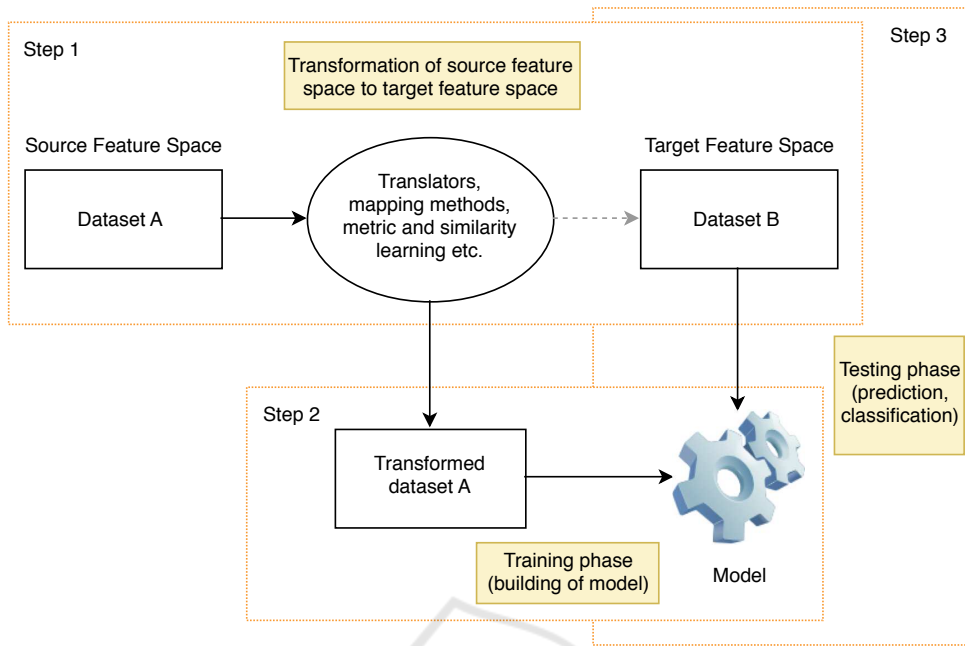 Step 1
Step 3
Transformation of source feature
space to target feature space
Source Feature Space
Target Feature Space
Dataset A
Translators,
mapping methods,
metric and similarity
learning etc.
Dataset B
Testing phase
(prediction,
classification)
Step 2
Transformed
dataset A
Training phase
(building of model)
Model